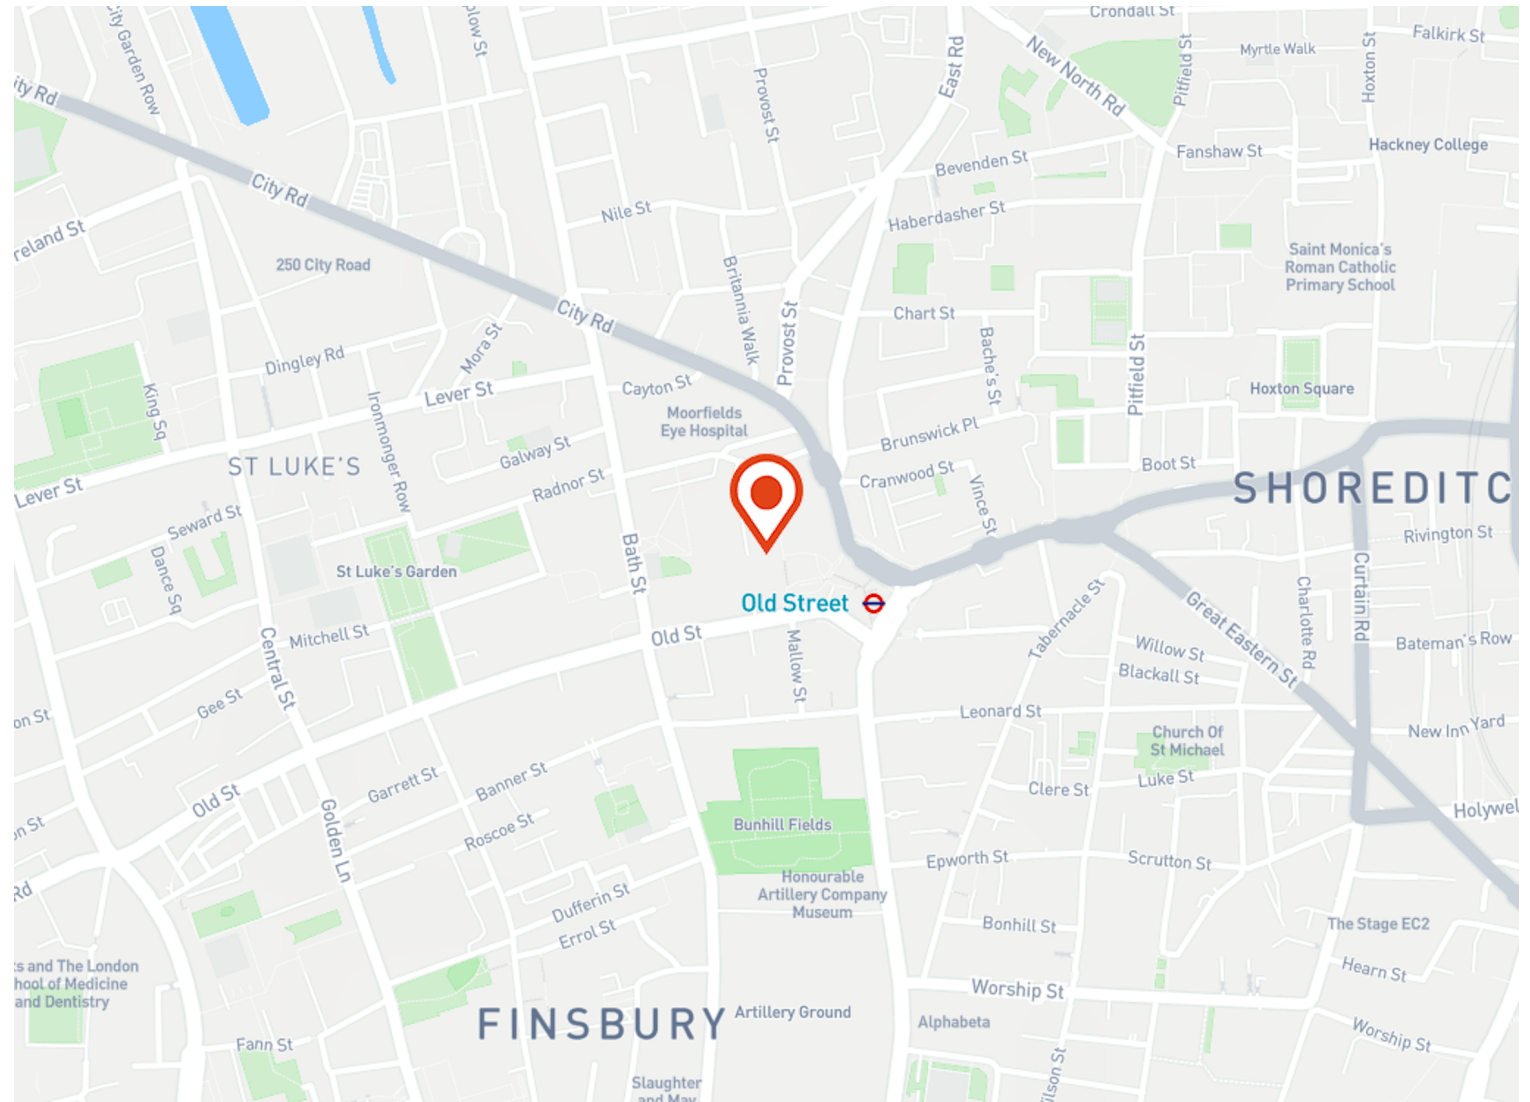 Crondall St
City Garden Row
New North Rd
East Rd
Pitfield St
Myrtle Walk
Hoxton St
Falkirk St
City Rd
Provost St
Bevenden St
Fanshaw St
Hackney College
Nile St
Haberdasher St
250 City Road
Saint Monica's
Roman Catholic
Primary School
Britannia Walk
City Rd
Chart St
Provost St
Bache's St
Pitfield St
Mora St
Dingley Rd
King Sq
Ironmonger Row
Lever St
Cayton St
Moorfields
Eye Hospital
Hoxton Square
Brunswick Pl
Galway St
ST LUKE'S
Lever St
Radnor St
Cranwood St
Vince St
Boot St
SHOREDITC
Seward St
Dance Sq
St Luke's Garden
Bath St
Rivington St
Curtain Rd
Charlotte Rd
Great Eastern St
Tabernacle St
Old Street
Mitchell St
Old St
Mallow St
Willow St
Blackall St
Bateman's Row
Central St
Gee St
Leonard St
Church Of
St Michael
New Inn Yard
Garrett St
Banner St
Clere St
Luke St
Old St
Golden Ln
Roscoe St
Bunhill Fields
Holywel
Epworth St
Scrutton St
Honourable
Artillery Company
Museum
Dufferin St
Errol St
Bonhill St
The Stage EC2
ts and The London
hool of Medicine
and Dentistry
Hearn St
Worship St
FINSBURY
Artillery Ground
Alphabeta
Worship St
Fann St
Slaughter
and May